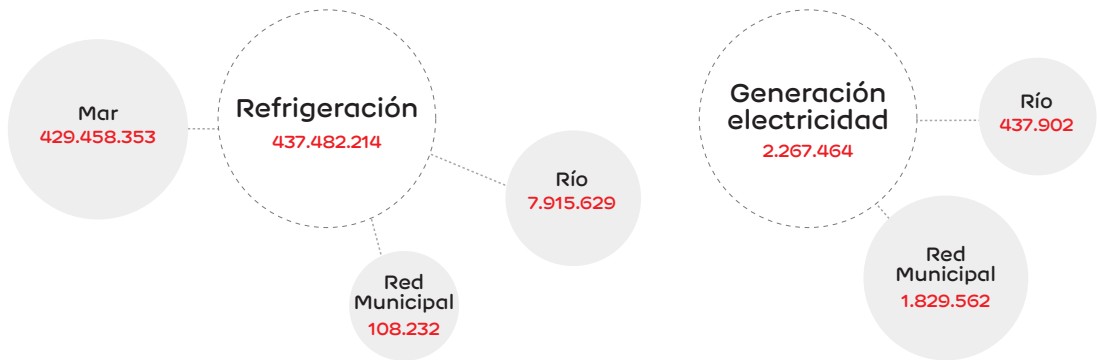 Mar
429.458.353
Refrigeración
437.482.214
Río
7.915.629
Red
Municipal
108.232
Generación
electricidad
2.267.464
Río
437.902
Red
Municipal
1.829.562